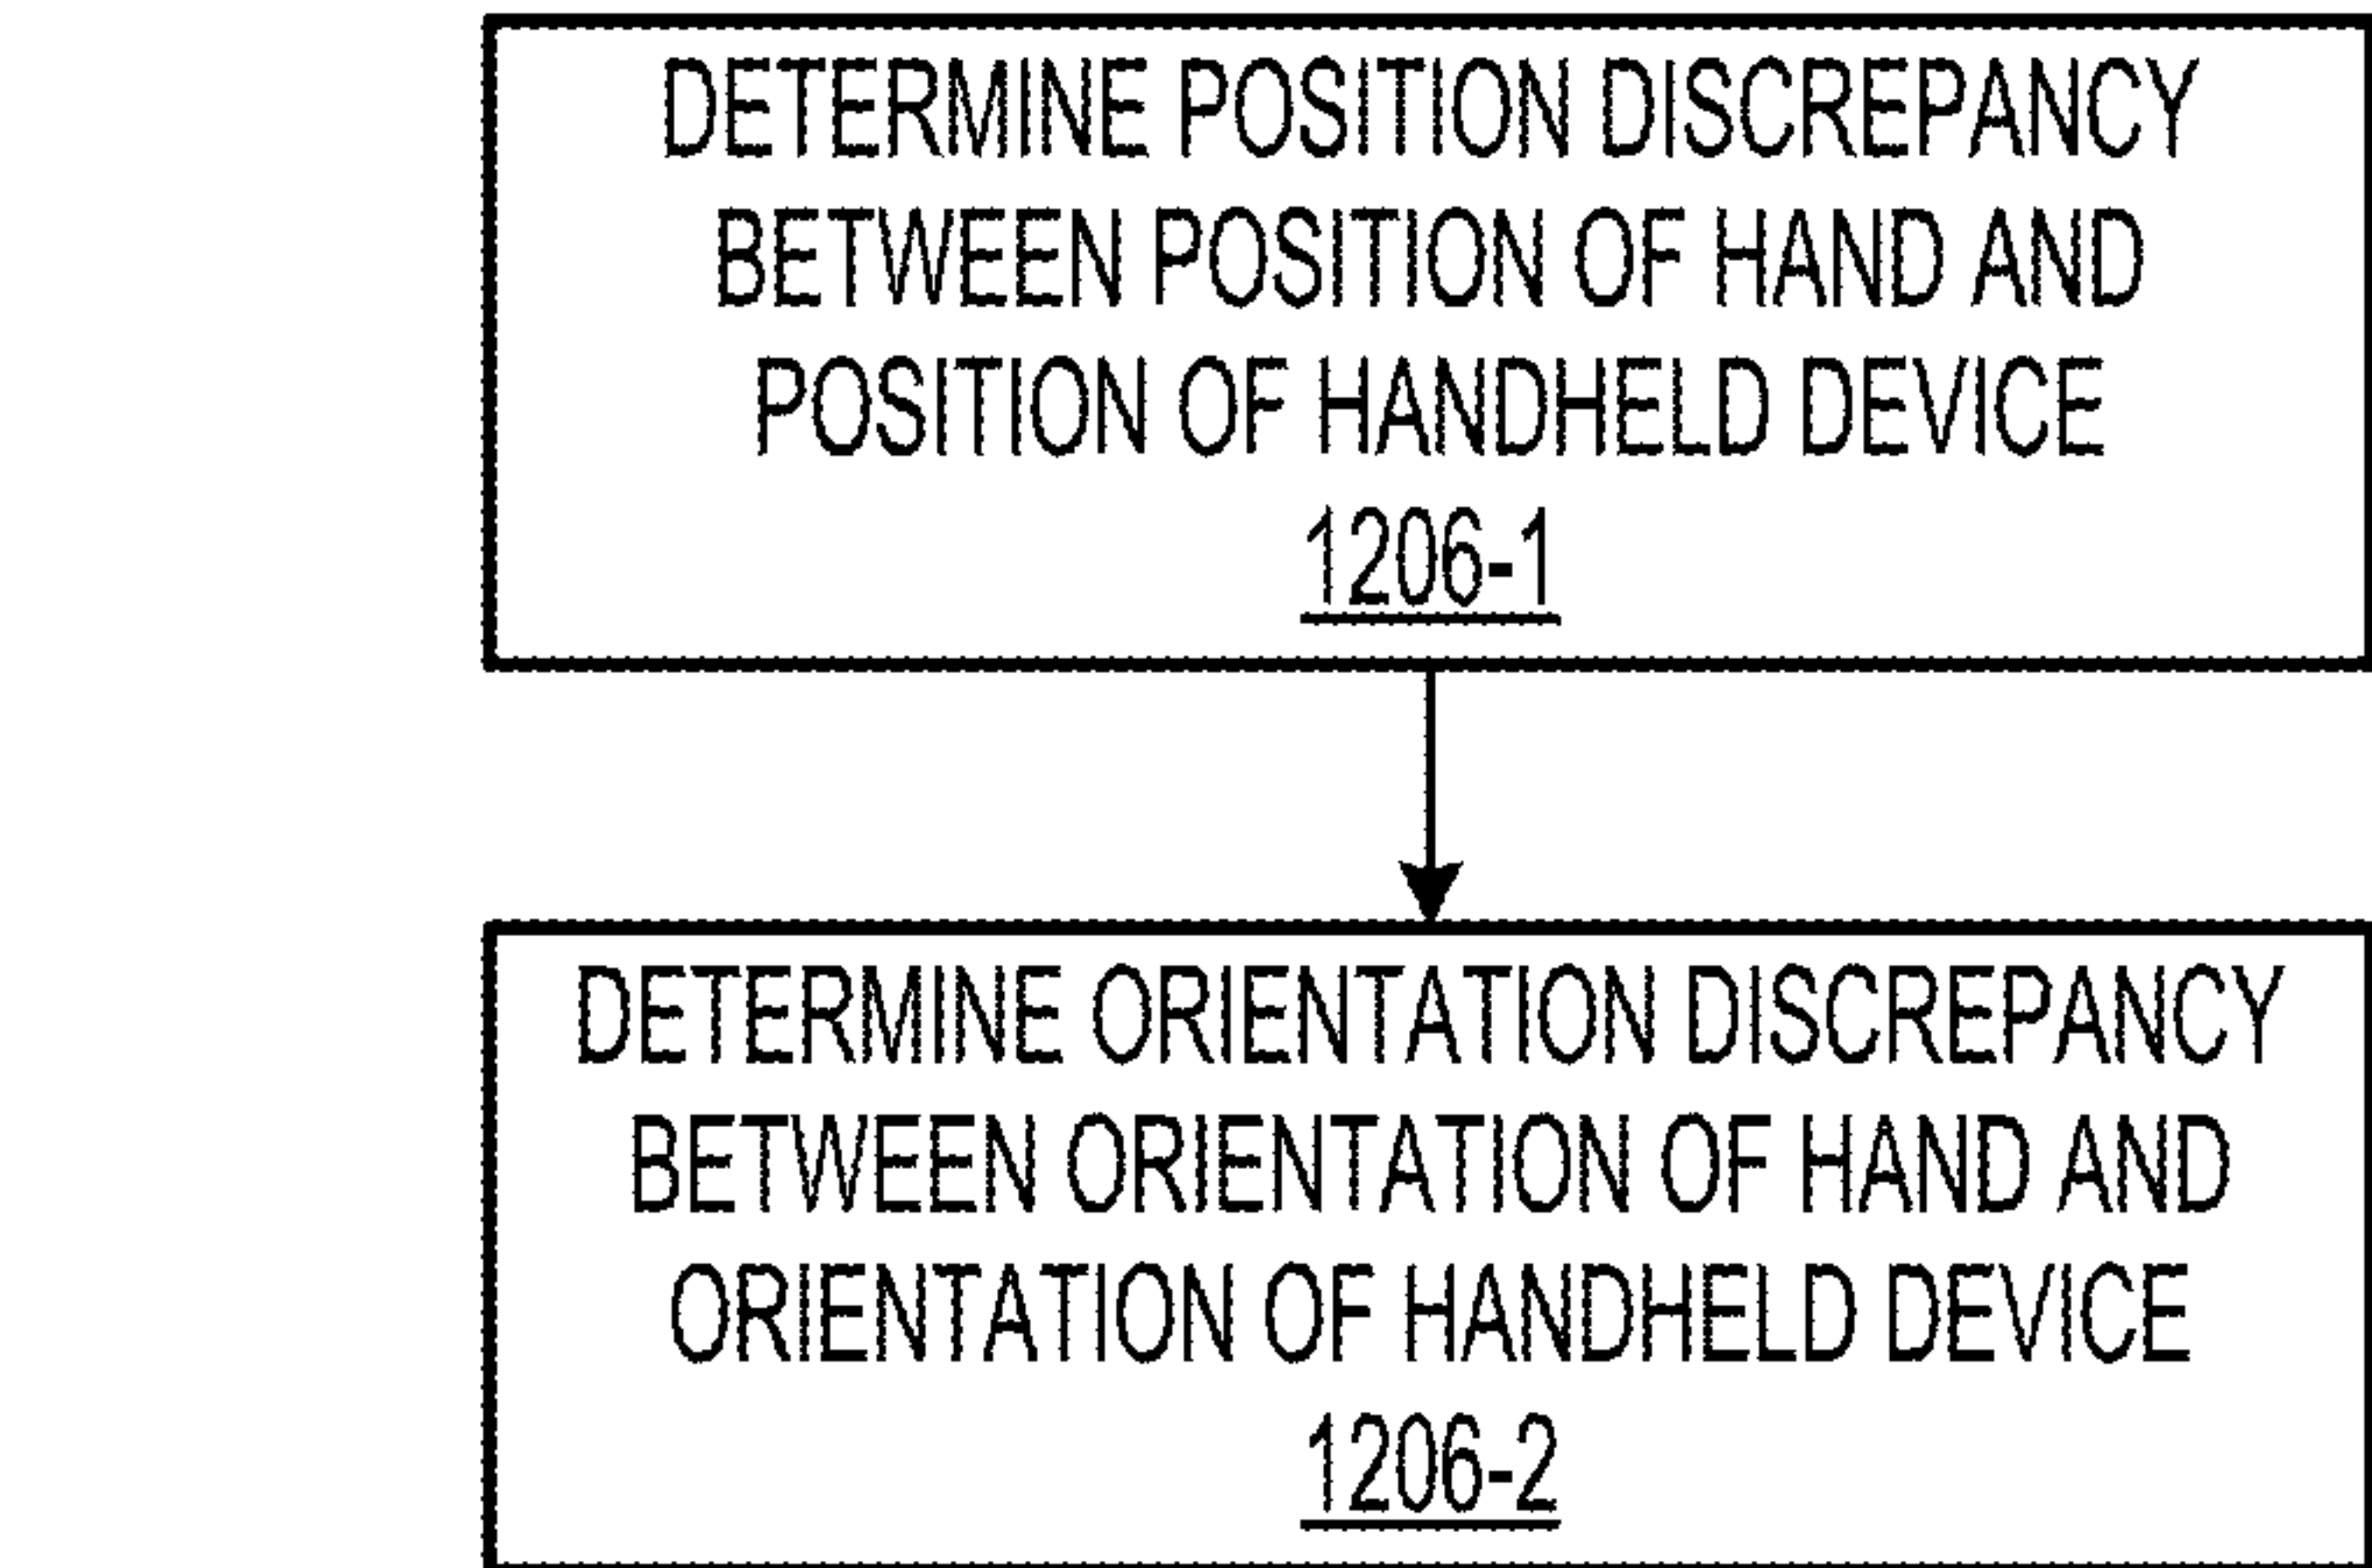 DETERMINE POSITION DISCREPANCY
BETWEEN POSITION OF HAND AND
POSITION OF HANDHELD DEVICE
1206-1
DETERMINE ORIENTATION DISCREPANCY
BETWEEN ORIENTATION OF HAND AND
ORIENTATION OF HANDHELD DEVICE
1206-2